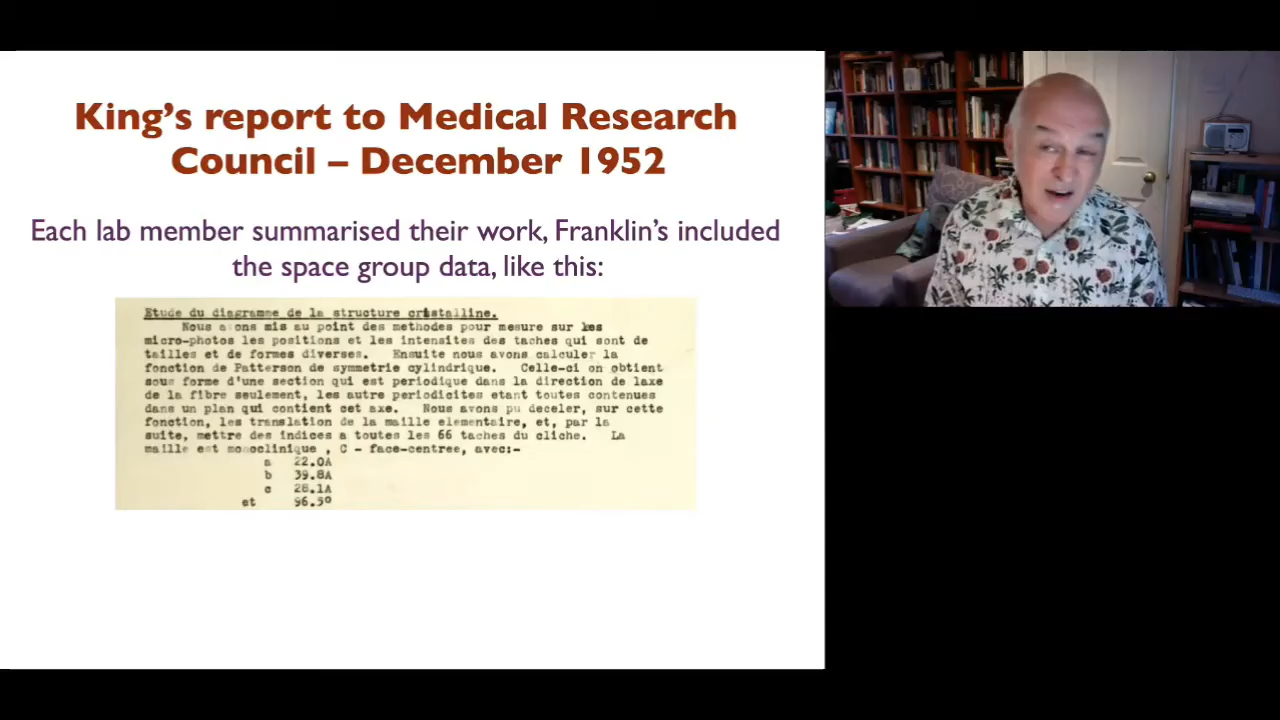 King's report to Medical Research
Council – December 1952
Each lab member summarised their work, Franklin's included
the space group data, like this:
Etude du diagramme de la structure cristalline.
Nous avons mis au point des methodes pour mesure sur les
micro-photos les positions et les intensites des taches qui sont de
tailles et de formes diverses. Ensuite nous avons calculer la
fonction de Patterson de symmetrie cylindrique. Celle-ci on obtient
sous forme d'une section qui est periodique dans la direction de laxe
de la fibre seulement, les autre periodicites etant toutes contenues
dans un plan qui contient cet axe. Nous avons pu deceler, sur cette
fonction, les translation de la maille elementaire, et, par la
suite, mettre des indices a toutes les 66 taches du cliche. La
maille est monoclinique , C - face-centree, avec:-
a 22.0A
b 39.8A
c 28.1A
et 96.5°